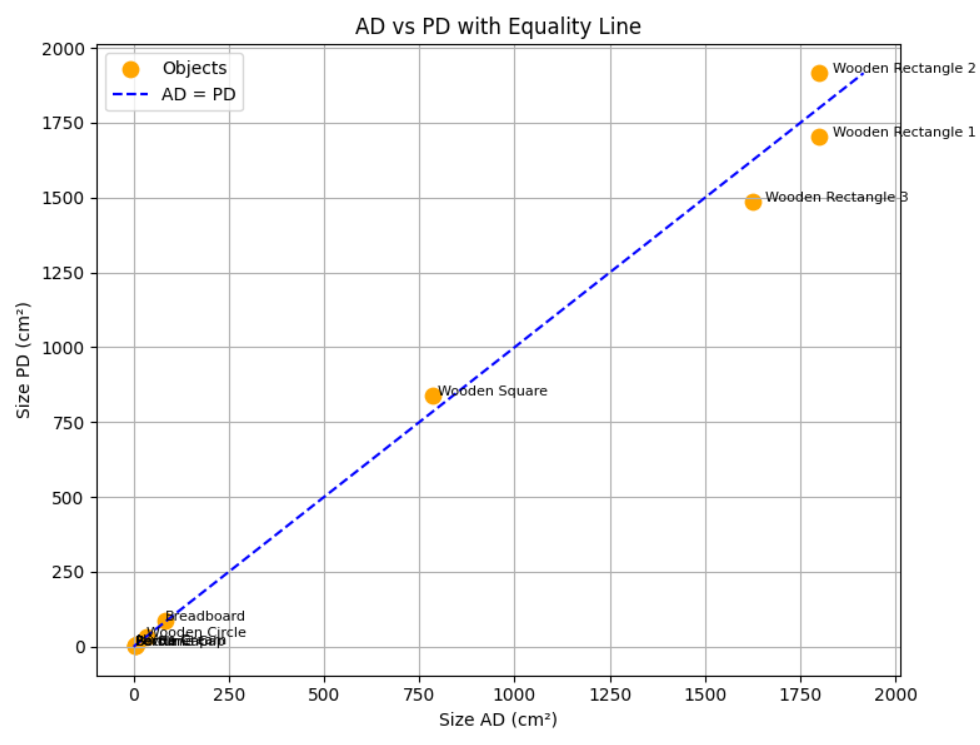 AD vs PD with Equality Line
Objects
AD = PD
Size PD (cm²)
2000
1750
1500
1250
1000
750
500
250
0
Wooden Rectangle 2
Wooden Rectangle 1
Wooden Rectangle 3
Wooden Square
Breadboard
Wooden Circle
0
250
500
750
1000
1250
1500
1750
2000
Size AD (cm²)